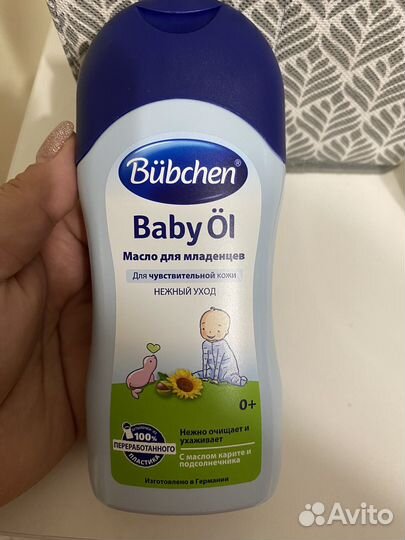 Bübchen®
Baby Öl
Масло для младенцев
Для чувствительной кожи
НЕЖНЫЙ УХОД
0+
100%
ПЕРЕРАБОТАННОГО
ПЛАСТИКА
Нежно очищает и
ухаживает
С маслом карите и
подсолнечника
Изготовлено в Германии
Avito